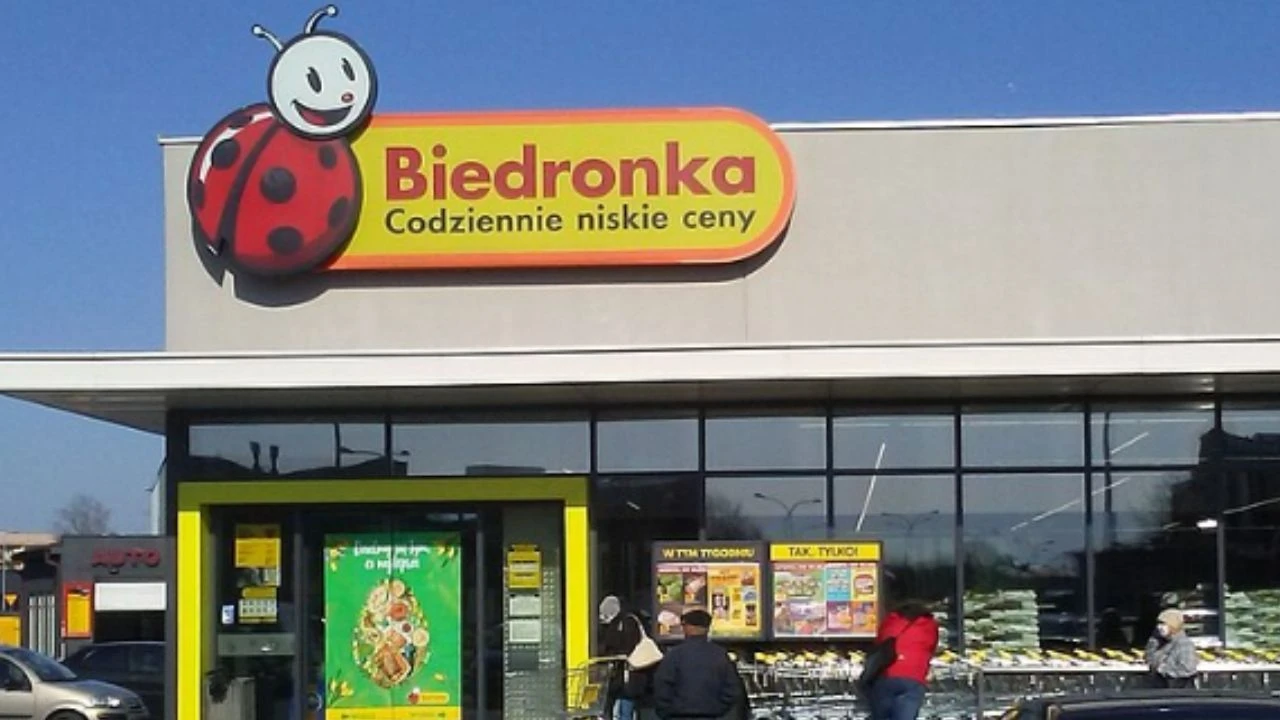 Biedronka
Codziennie niskie ceny
AUTO
W TYM TYGODNIU
TAK, TYLKO!